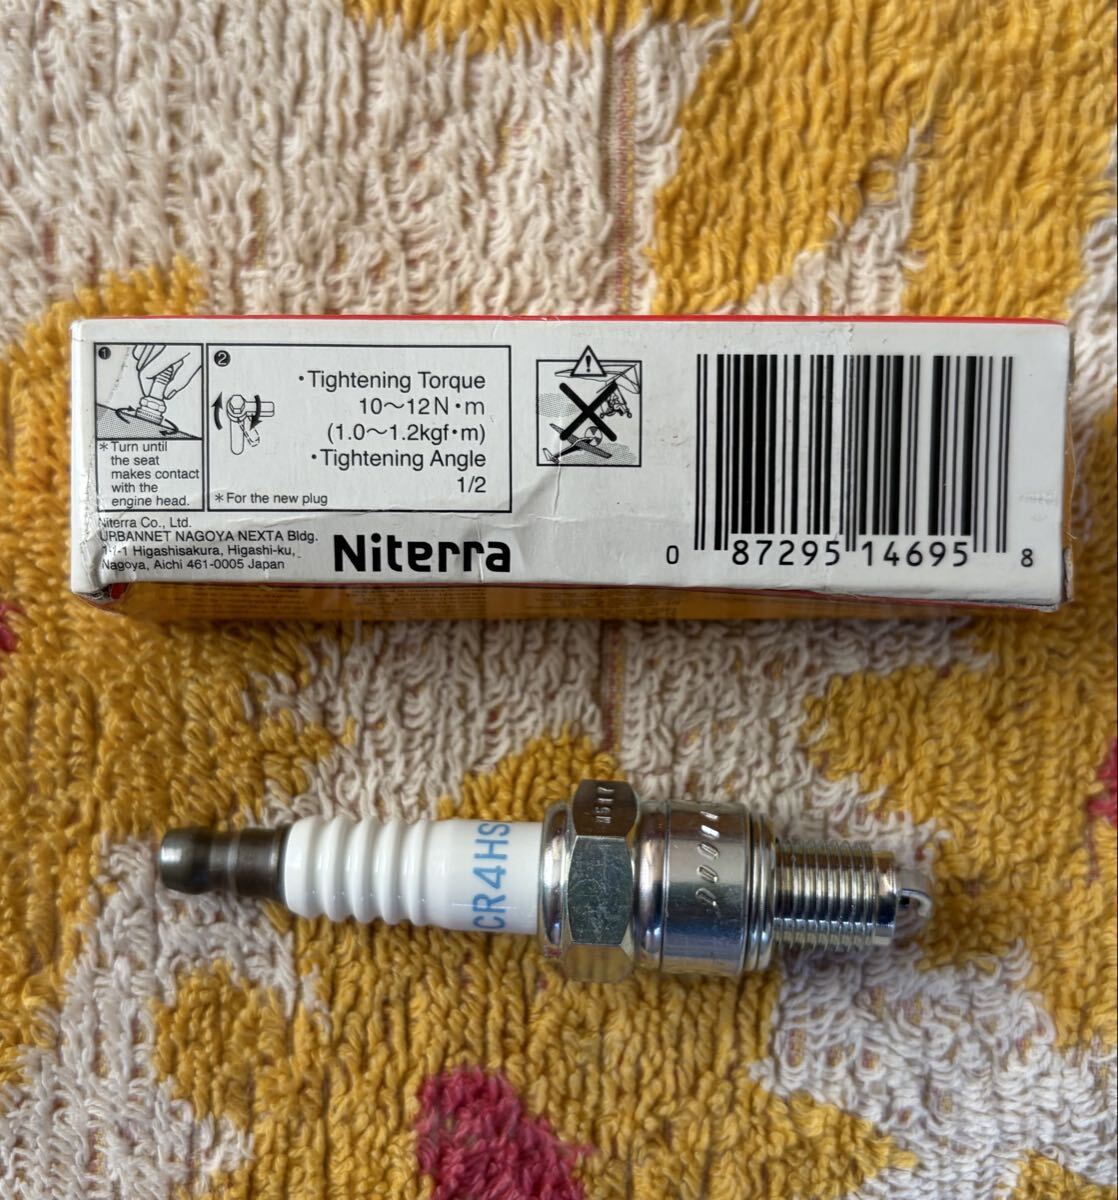 1
* Turn until
the seat
makes contact
with the
engine head.
2
* For the new plug
・Tightening Torque
10～12N・m
(1.0～1.2kgf・m)
・Tightening Angle
1/2
Niterra Co., Ltd.
URBANNET NAGOYA NEXTA Bldg.
1-1-1 Higashisakura, Higashi-ku,
Nagoya, Aichi 461-0005 Japan
Niterra
0 87295 14695 8
CR4HS